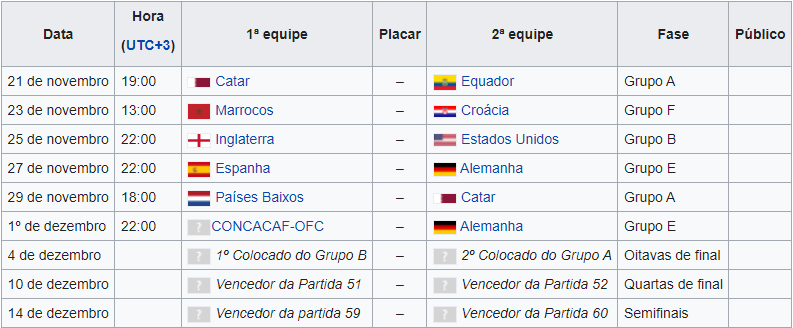 Data Hora (UTC+3) 1ª equipe Placar 2ª equipe Fase Público
21 de novembro 19:00 Catar – Equador Grupo A
23 de novembro 13:00 Marrocos – Croácia Grupo F
25 de novembro 22:00 Inglaterra – Estados Unidos Grupo B
27 de novembro 22:00 Espanha – Alemanha Grupo E
29 de novembro 18:00 Países Baixos – Catar Grupo A
1º de dezembro 22:00 ? CONCACAF-OFC – Alemanha Grupo E
4 de dezembro ? 1º Colocado do Grupo B – ? 2º Colocado do Grupo A Oitavas de final
10 de dezembro ? Vencedor da Partida 51 – ? Vencedor da Partida 52 Quartas de final
14 de dezembro ? Vencedor da partida 59 – ? Vencedor da Partida 60 Semifinais